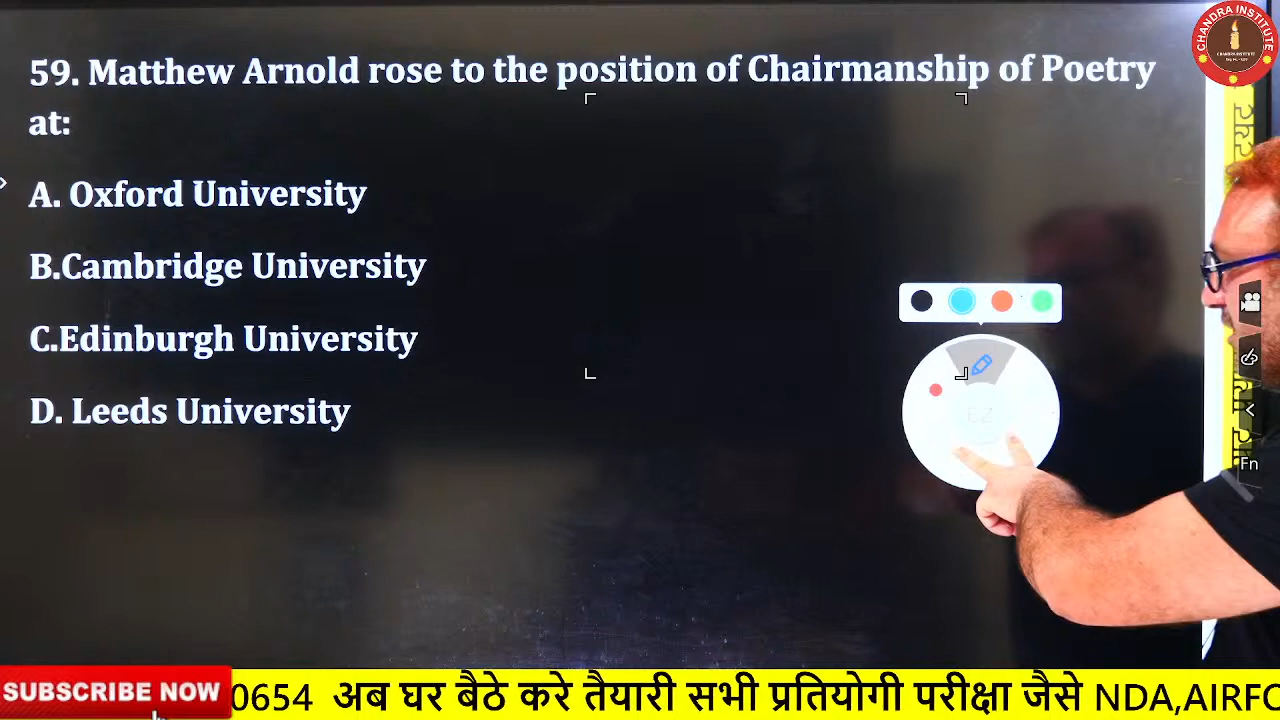 59. Matthew Arnold rose to the position of Chairmanship of Poetry
at:
A. Oxford University
B.Cambridge University
C.Edinburgh University
D. Leeds University
CHANDRA INSTITUTE
EZ
Fn
SUBSCRIBE NOW
0654 अब घर बैठे करे तैयारी सभी प्रतियोगी परीक्षा जैसे NDA,AIRFO